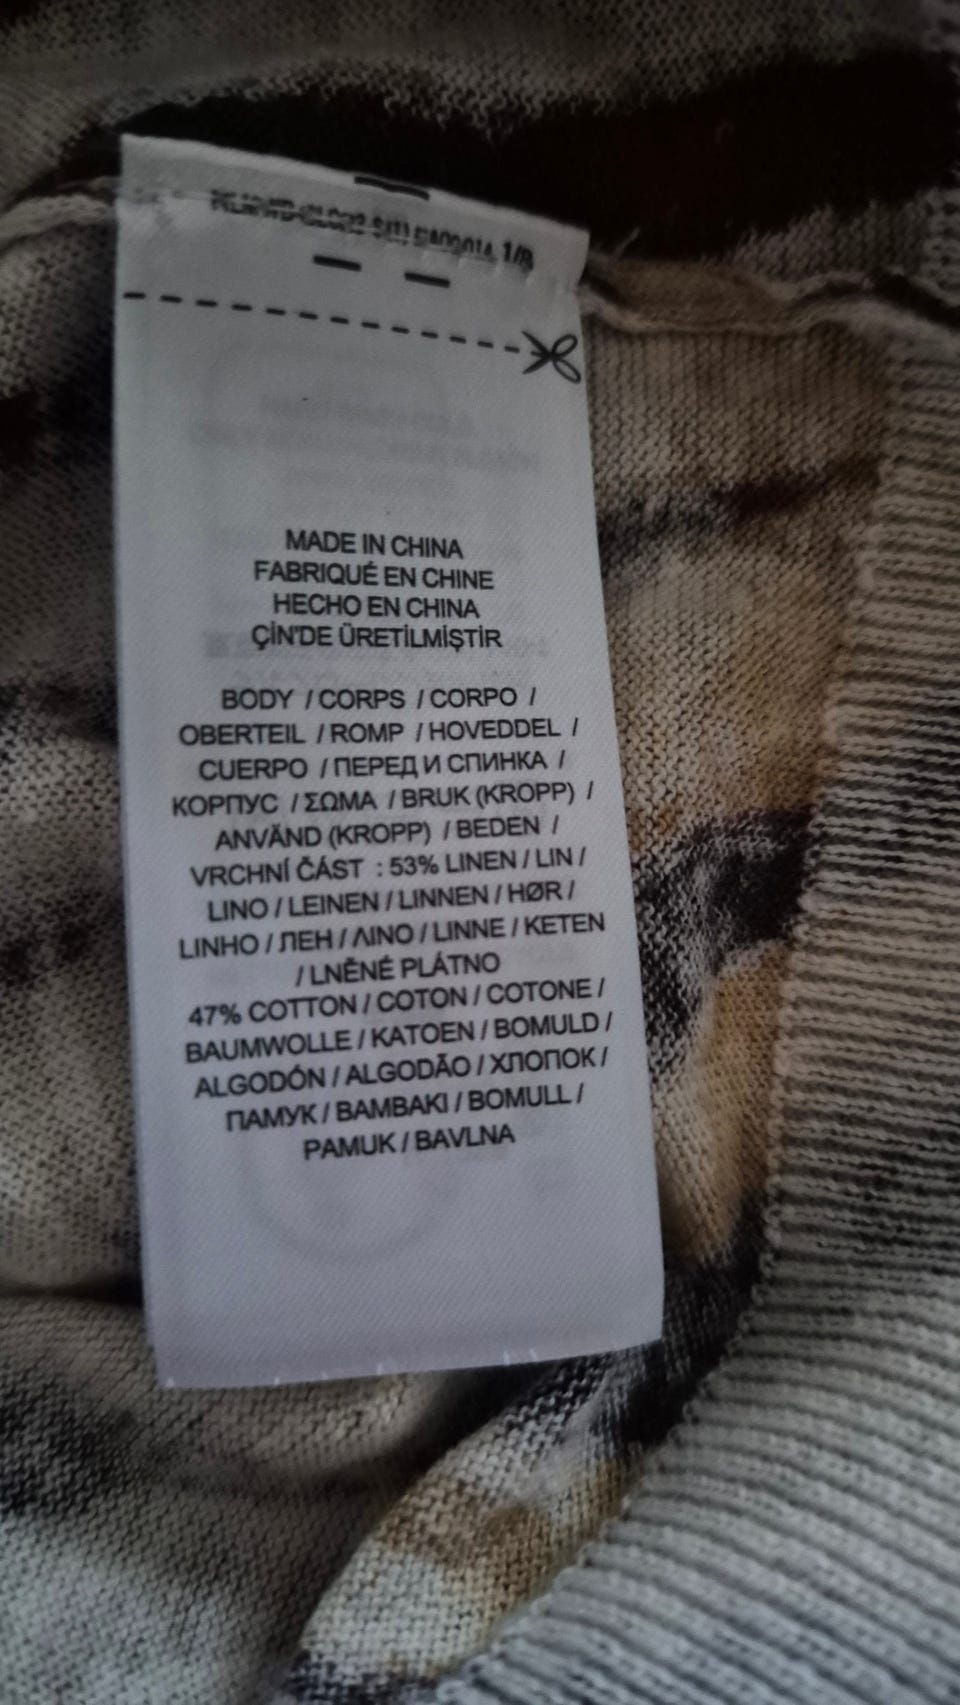 1/B
MADE IN CHINA
FABRIQUÉ EN CHINE
HECHO EN CHINA
ÇİN'DE ÜRETİLMİŞTİR
BODY / CORPS / CORPO /
OBERTEIL / ROMP / HOVEDDEL /
CUERPO / ПЕРЕД И СПИНКА /
КОРПУС / ΣΩΜΑ / BRUK (KROPP) /
ANVÄND (KROPP) / BEDEN /
VRCHNÍ ČÁST : 53% LINEN / LIN /
LINO / LEINEN / LINNEN / HØR /
LINHO / ЛЕН / ΛΙΝΟ / LINNE / KETEN
/ LNĚNÉ PLÁTNO
47% COTTON / COTON / COTONE /
BAUMWOLLE / KATOEN / BOMULD /
ALGODÓN / ALGODÃO / ХЛОПОК /
ПАМУК / ΒΑΜΒΑΚΙ / BOMULL /
PAMUK / BAVLNA